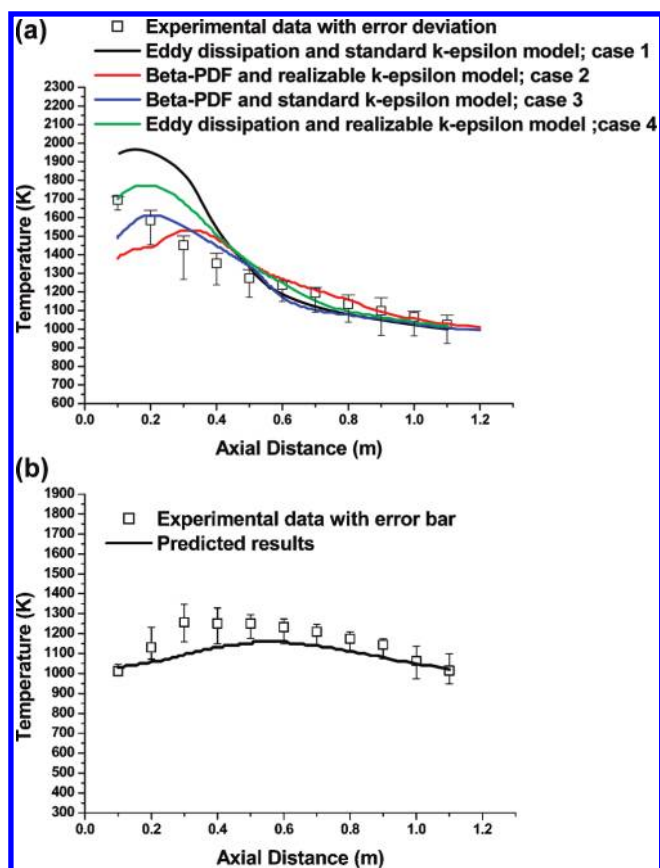 (a)
Experimental data with error deviation
Eddy dissipation and standard k-epsilon model; case 1
Beta-PDF and realizable k-epsilon model; case 2
Beta-PDF and standard k-epsilon model; case 3
Eddy dissipation and realizable k-epsilon model ;case 4
Temperature (K)
2300
2200
2100
2000
1900
1800
1700
1600
1500
1400
1300
1200
1100
1000
900
800
700
600
0.0 0.2 0.4 0.6 0.8 1.0 1.2
Axial Distance (m)
(b)
Experimental data with error bar
Predicted results
Temperature (K)
1900
1800
1700
1600
1500
1400
1300
1200
1100
1000
900
800
700
600
500
400
300
0.0 0.2 0.4 0.6 0.8 1.0 1.2
Axial Distance (m)